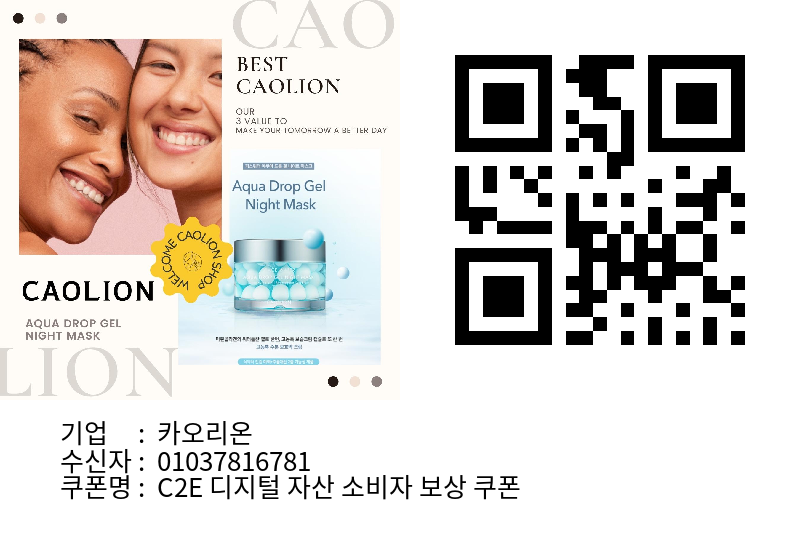 CAO
BEST
CAOLION
OUR
3 VALUE TO
MAKE YOUR TOMORROW A BETTER DAY
Aqua Drop Gel
Night Mask
WELCOME CAOLION SHOP
CAOLION
AQUA DROP GEL
NIGHT MASK
LION
기업 : 카오리온
수신자 : 01037816781
쿠폰명 : C2E 디지털 자산 소비자 보상 쿠폰